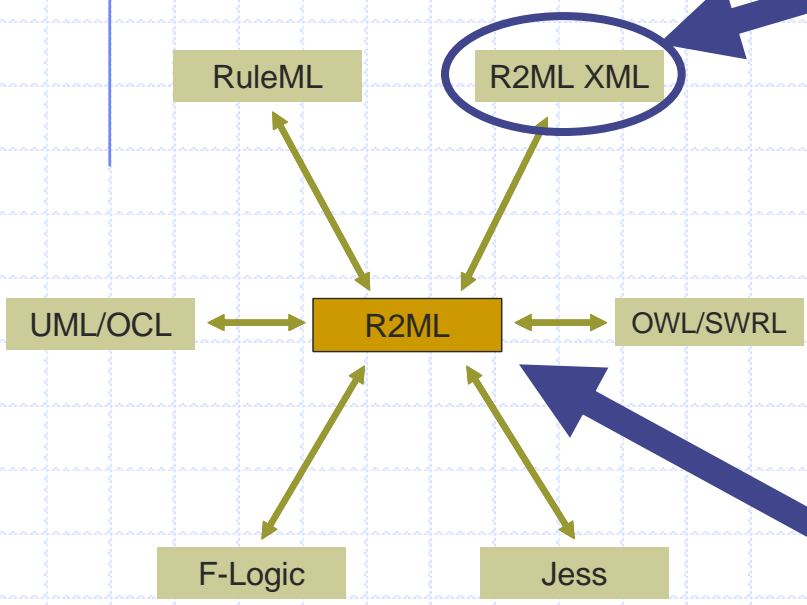 RuleML
R2ML XML
UML/OCL
R2ML
OWL/SWRL
F-Logic
Jess